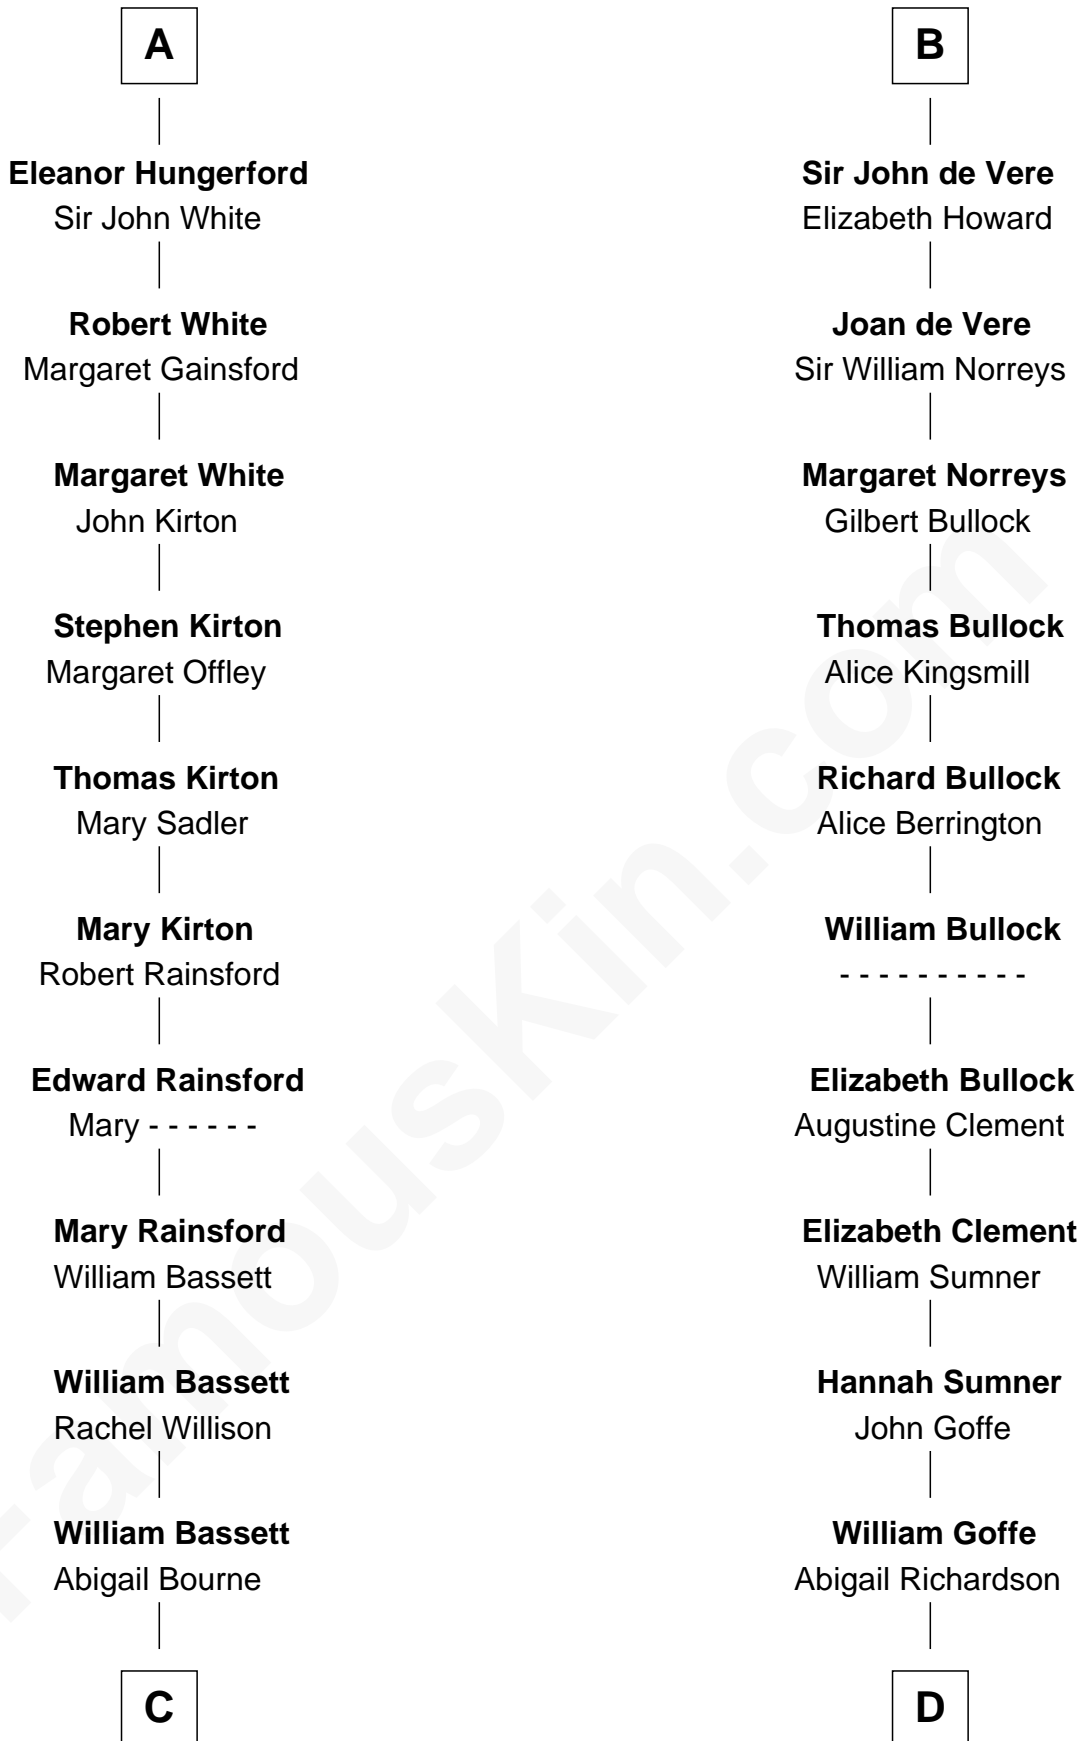 A
Eleanor Hungerford
Sir John White
Robert White
Margaret Gainsford
Margaret White
John Kirton
Stephen Kirton
Margaret Offley
Thomas Kirton
Mary Sadler
Mary Kirton
Robert Rainsford
Edward Rainsford
Mary - - - - - -
Mary Rainsford
William Bassett
William Bassett
Rachel Willison
William Bassett
Abigail Bourne
C
B
Sir John de Vere
Elizabeth Howard
Joan de Vere
Sir William Norreys
Margaret Norreys
Gilbert Bullock
Thomas Bullock
Alice Kingsmill
Richard Bullock
Alice Berrington
William Bullock
- - - - - - - - - -
Elizabeth Bullock
Augustine Clement
Elizabeth Clement
William Sumner
Hannah Sumner
John Goffe
William Goffe
Abigail Richardson
D
FamousKin.com